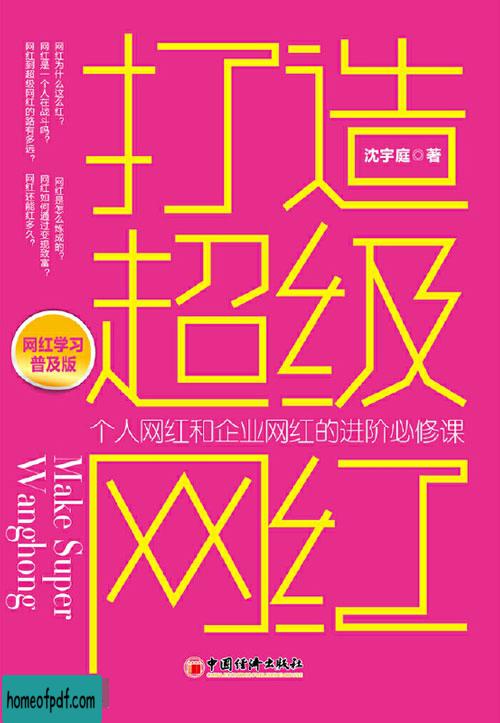 网红为什么这么红？
网红是一个人在战斗吗？
网红到超级网红的路有多远？
网红是怎么炼成的？
网红如何通过变现致富？
网红还能红多久？
打造
沈宇庭◎著
超级
网红学习
普及版
个人网红和企业网红的进阶必修课
网红
Make Super
Wanghong
中国经济出版社
homeofpdf.com